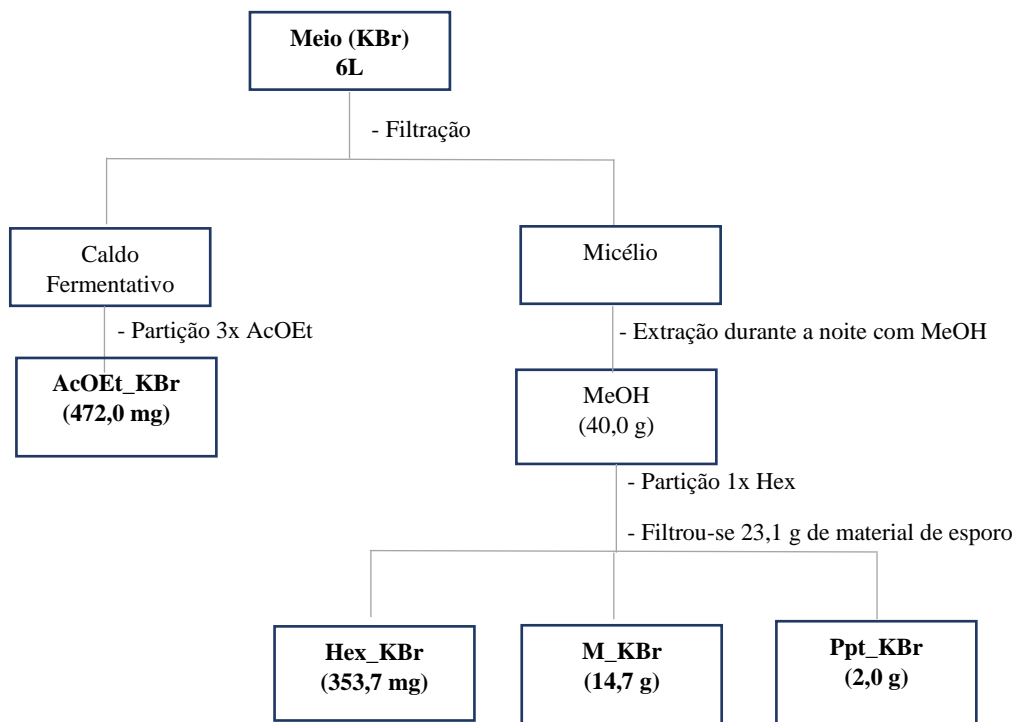 Meio (KBr)
6L
- Filtração
Caldo
Fermentativo
Micélio
- Partição 3x AcOEt
- Extração durante a noite com MeOH
AcOEt_KBr
(472,0 mg)
MeOH
(40,0 g)
- Partição 1x Hex
- Filtrou-se 23,1 g de material de esporo
Hex_KBr
(353,7 mg)
M_KBr
(14,7 g)
Ppt_KBr
(2,0 g)